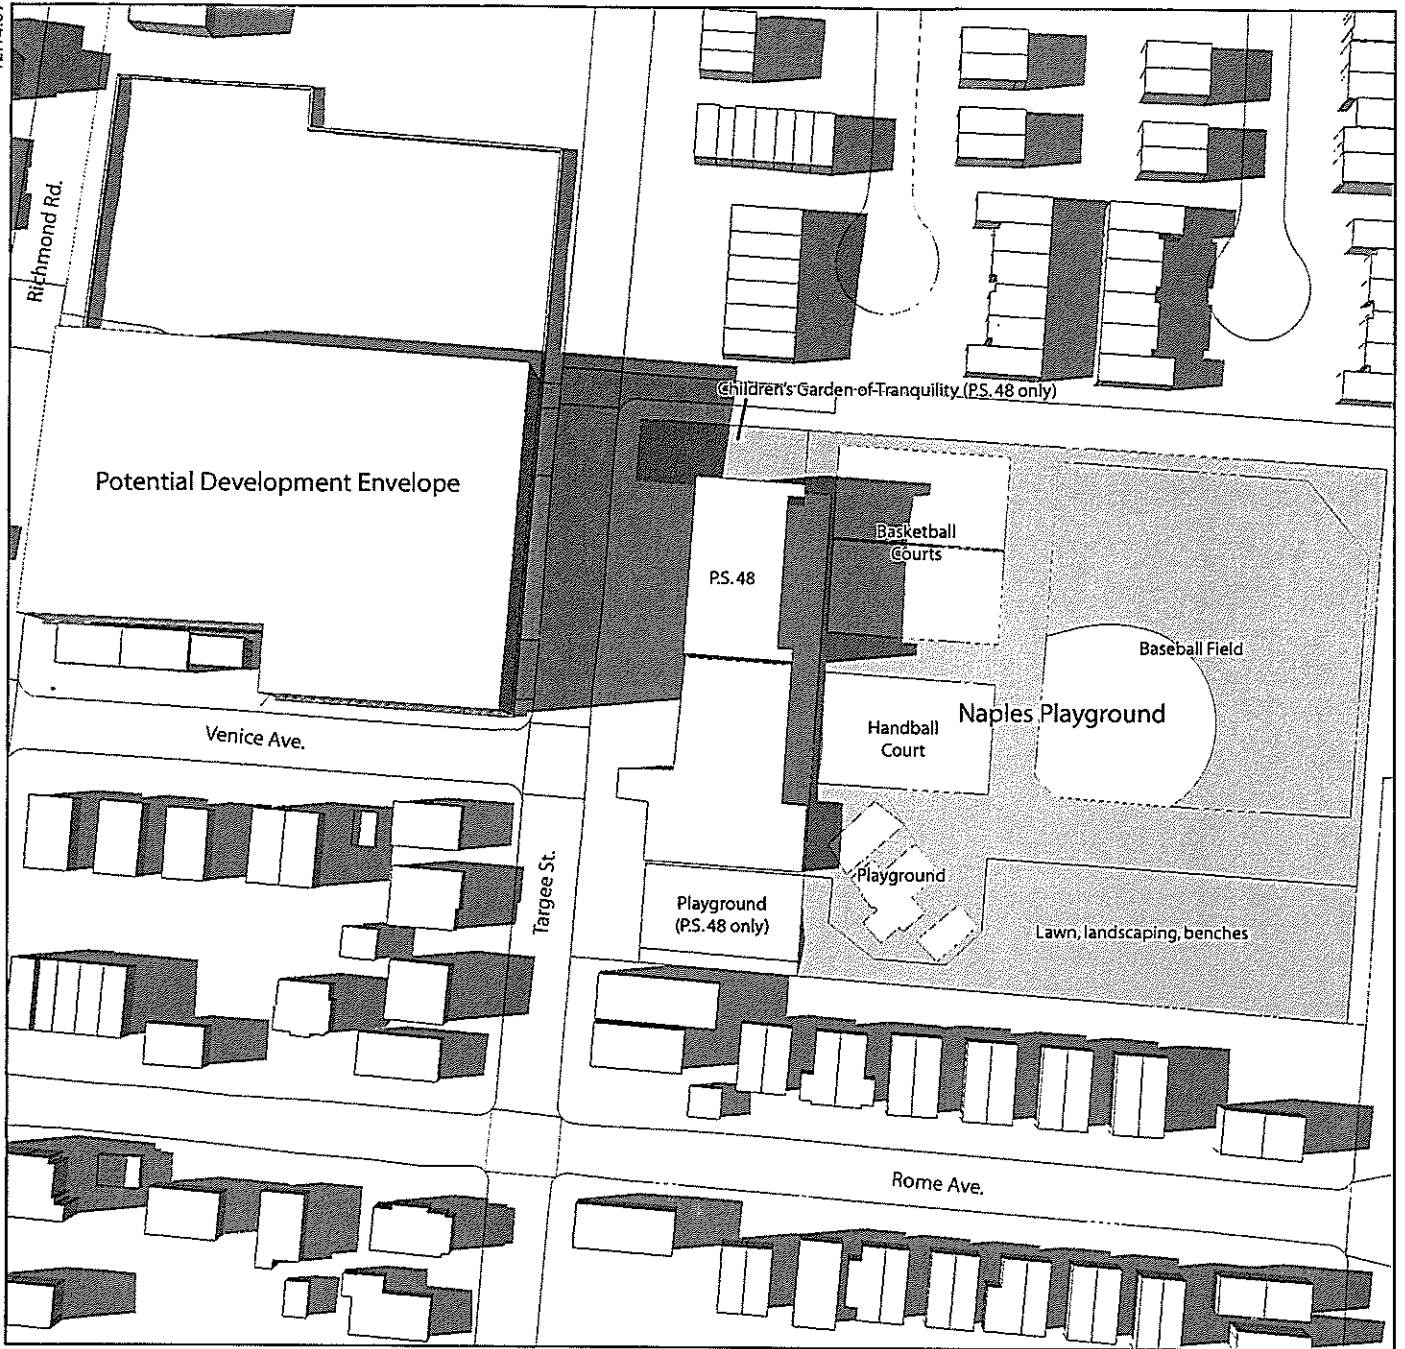 Richmond Rd.
Children's Garden of Tranquility (P.S. 48 only)
Potential Development Envelope
Basketball
Courts
P.S. 48
Baseball Field
Naples Playground
Handball
Court
Venice Ave.
Targee St.
Playground
Playground
(P.S. 48 only)
Lawn, landscaping, benches
Rome Ave.